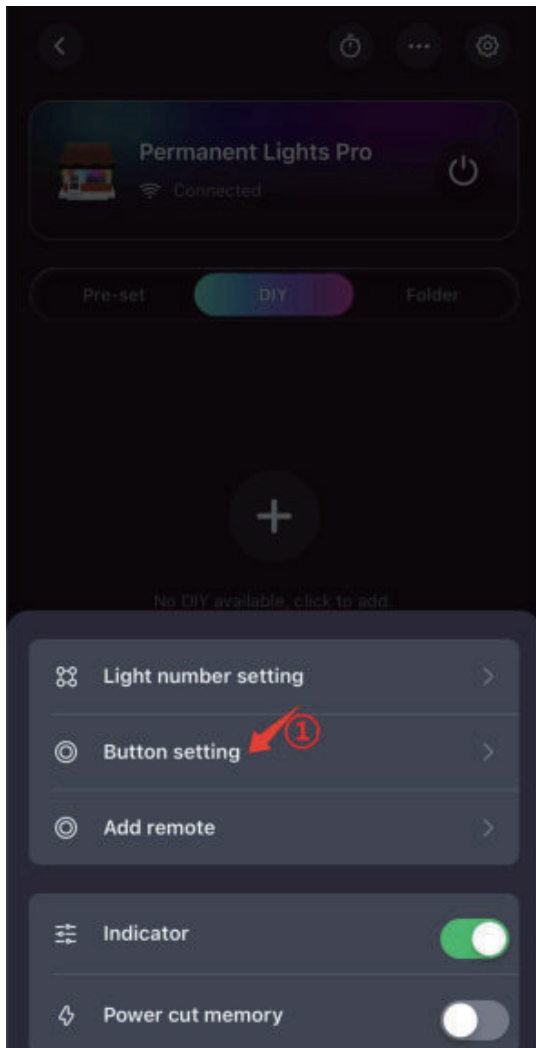 Permanent Lights Pro
Connected
Pre-set DIY Folder
No DIY available, click to add
Light number setting
Button setting ①
Add remote
Indicator
Power cut memory